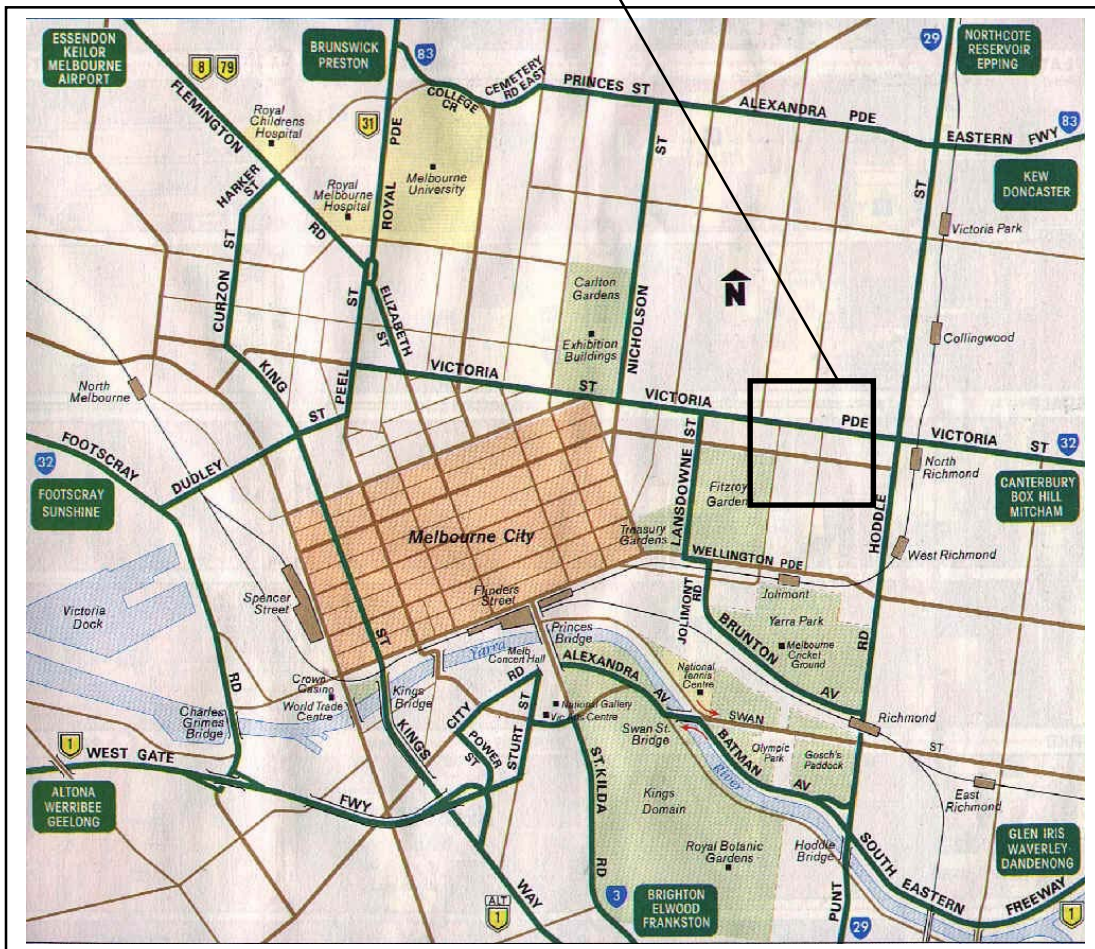 ESSENDON
KEILOR
MELBOURNE
AIRPORT
8
79
BRUNSWICK
PRESTON
83
29
NORTHCOTE
RESERVOIR
EPPING
CEMETERY
RD EAST
COLLEGE
CR
PRINCES ST
ALEXANDRA PDE
EASTERN FWY
83
KEW
DONCASTER
FLEMINGTON
RD
Royal
Childrens
Hospital
31
ROYAL PDE
Melbourne
University
HARKER
ST
Royal
Melbourne
Hospital
ST
ST
Victoria Park
CURZON ST
N
Carlton
Gardens
Exhibition
Buildings
NICHOLSON
Collingwood
ELIZABETH
ST
PEEL
ST
VICTORIA
ST
VICTORIA
PDE
VICTORIA
ST
32
North
Melbourne
KING
ST
DUDLEY
ST
FOOTSCRAY
RD
32
FOOTSCRAY
SUNSHINE
North
Richmond
CANTERBURY
BOX HILL
MITCHAM
LANSDOWNE ST
Fitzroy
Gardens
Treasury
Gardens
HODDLE
Melbourne City
West Richmond
WELLINGTON PDE
Jolimont
Spencer
Street
Flinders
Street
Victoria
Dock
JOLIMONT
RD
Yarra Park
Melbourne
Cricket
Ground
BRUNTON
AV
RD
Princes
Bridge
Yarra
Melb
Concert Hall
ALEXANDRA
AV
National
Tennis
Centre
Crown
Casino
World Trade
Centre
Kings
Bridge
CITY
RD
National Gallery
Vic Arts Centre
SWAN
ST
Richmond
Charles
Grimes
Bridge
POWER
ST
STURT ST
Swan St.
Bridge
BATMAN
AV
Olympic
Park
Gosch's
Paddock
1
WEST GATE
FWY
KINGS
WAY
ST. KILDA
RD
River
Kings
Domain
East
Richmond
ALTONA
WERRIBEE
GEELONG
Royal Botanic
Gardens
Hoddle
Bridge
SOUTH
EASTERN
FREEWAY
GLEN IRIS
WAVERLEY
DANDENONG
ALT
1
3
BRIGHTON
ELWOOD
FRANKSTON
PUNT
29
1